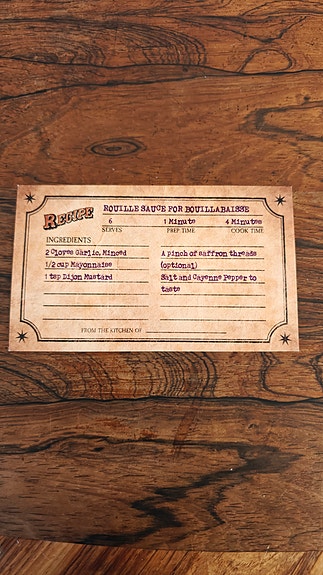 RECIPE
ROUILLE SAUCE FOR BOUILLABAISSE
6 1 Minute 4 Minutes
SERVES PREP TIME COOK TIME
INGREDIENTS
2 Cloves Garlic, Minced
1/2 cup Mayonnaise
1 tsp Dijon Mustard
A pinch of saffron threads
(optional)
Salt and Cayenne Pepper to
taste
FROM THE KITCHEN OF